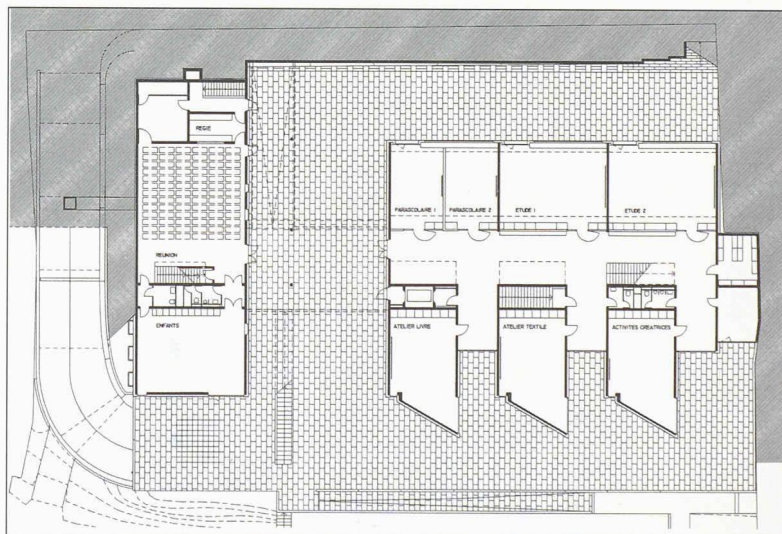 REGIE
PARASCOLAIRE 1
PARASCOLAIRE 2
ETUDE 1
ETUDE 2
REUNION
ENFANTS
ATELIER LIVRE
ATELIER TEXTILE
ACTIVITES CREATRICES